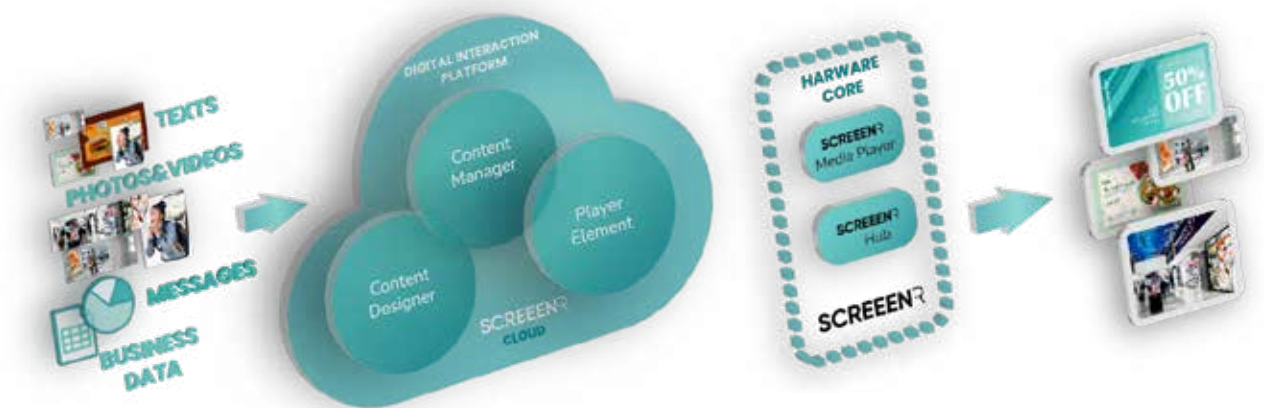 TEXTS
PHOTOS&VIDEOS
MESSAGES
BUSINESS
DATA
DIGITAL INTERACTION
PLATFORM
Content
Manager
Player
Element
Content
Designer
SCREEENR
CLOUD
HARWARE
CORE
SCREEENR
Media Player
SCREEENR
Hub
SCREEENR
50%
OFF